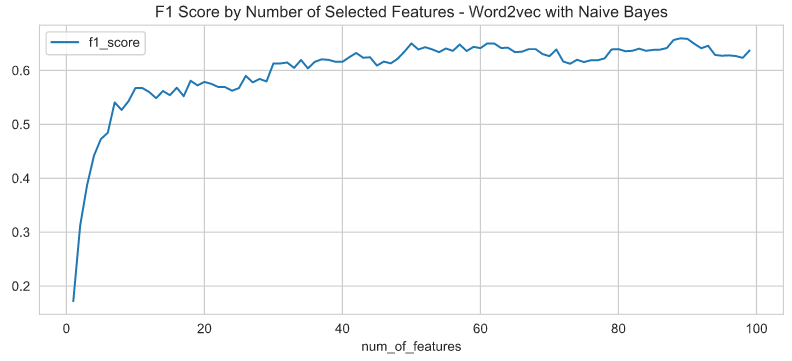 F1 Score by Number of Selected Features - Word2vec with Naive Bayes
f1_score
0.6
0.5
0.4
0.3
0.2
0 20 40 60 80 100
num_of_features